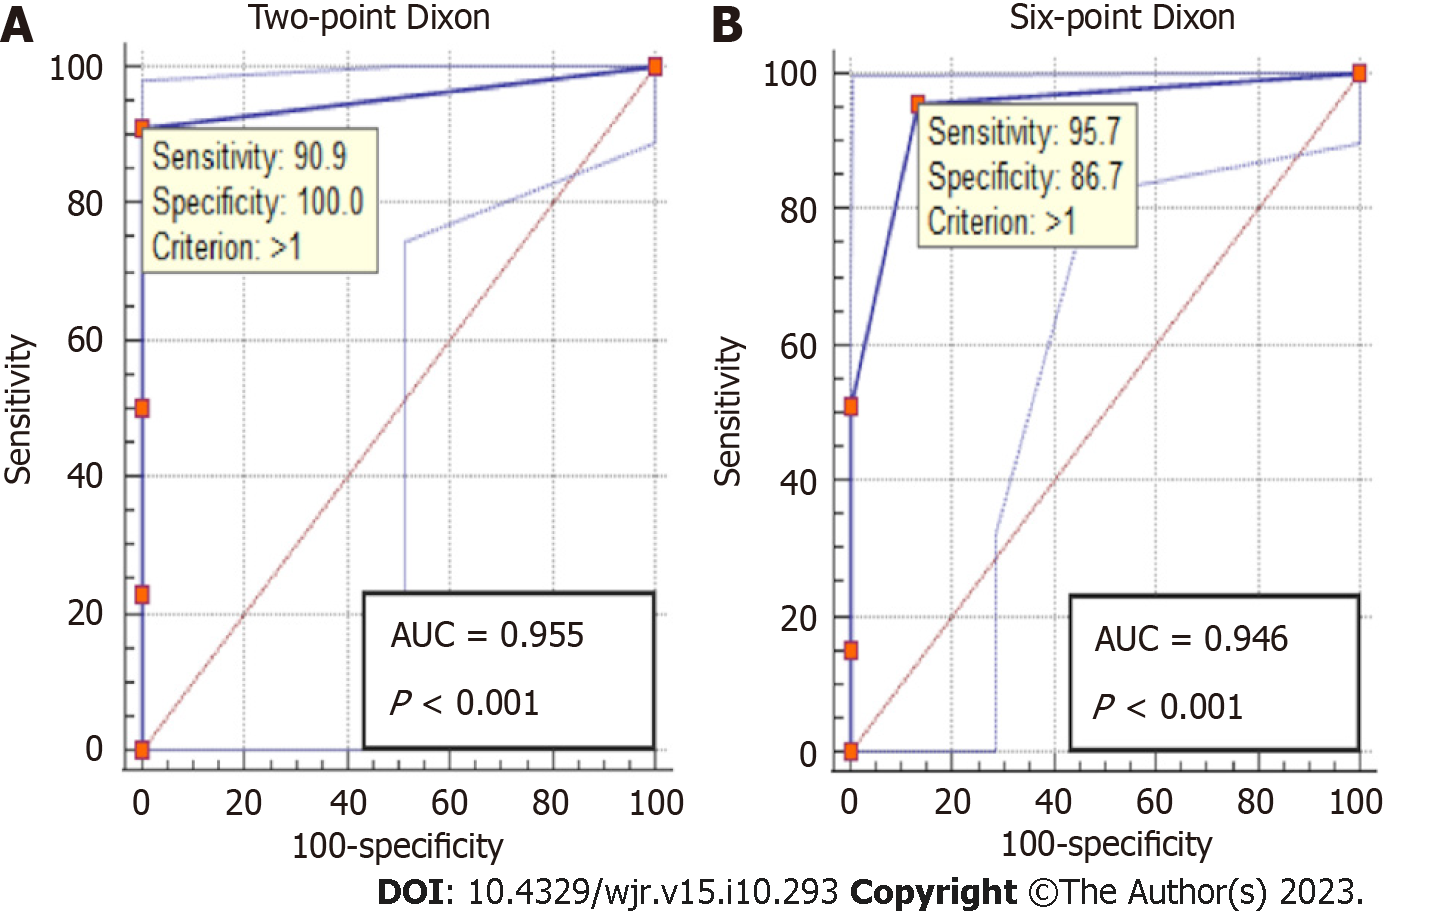 A
Two-point Dixon
100
80
60
40
20
0
Sensitivity
Sensitivity: 90.9
Specificity: 100.0
Criterion: >1
AUC = 0.955
P < 0.001
0 20 40 60 80 100
100-specificity
B
Six-point Dixon
100
80
60
40
20
0
Sensitivity
Sensitivity: 95.7
Specificity: 86.7
Criterion: >1
AUC = 0.946
P < 0.001
0 20 40 60 80 100
100-specificity
DOI: 10.4329/wjr.v15.i10.293 Copyright ©The Author(s) 2023.